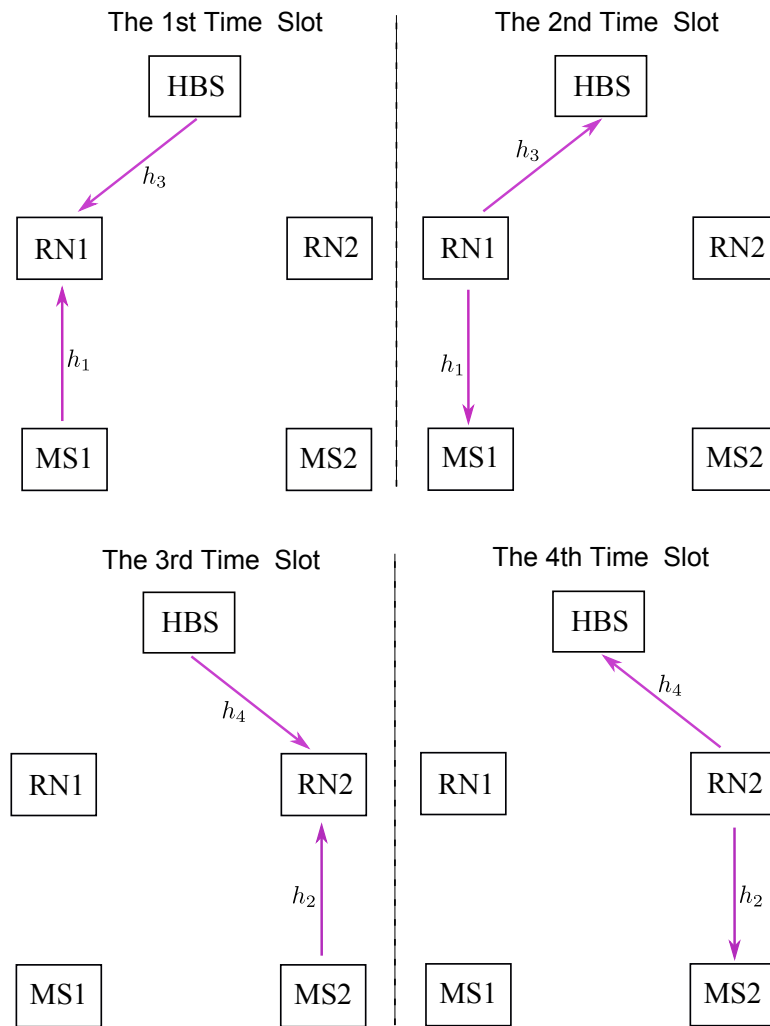 The 1st Time Slot
HBS
h3
RN1
RN2
h1
MS1
MS2
The 2nd Time Slot
HBS
h3
RN1
RN2
h1
MS1
MS2
The 3rd Time Slot
HBS
h4
RN1
RN2
h2
MS1
MS2
The 4th Time Slot
HBS
h4
RN1
RN2
h2
MS1
MS2